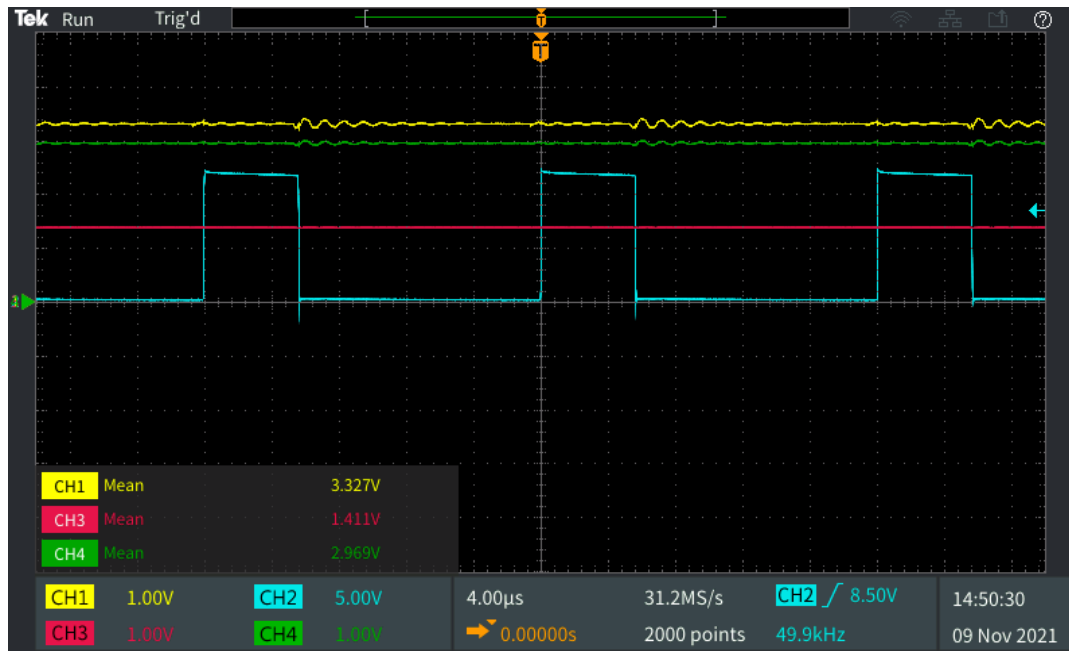 Tek Run Trig'd [ T ] ?
T
CH1 Mean 3.327V
CH3 Mean 1.411V
CH4 Mean 2.969V
CH1 1.00V CH2 5.00V 4.00µs 31.2MS/s CH2 8.50V 14:50:30
CH3 1.00V CH4 1.00V 0.00000s 2000 points 49.9kHz 09 Nov 2021